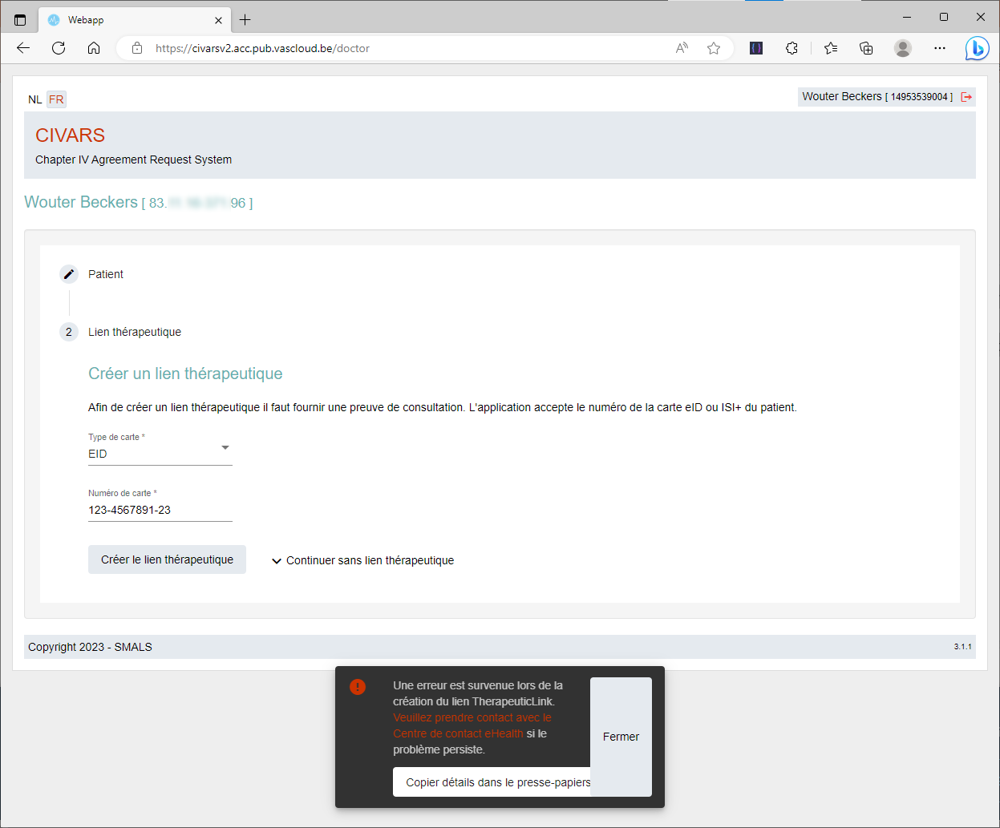 Webapp
https://civarsv2.acc.pub.vascloud.be/doctor
NL FR
Wouter Beckers [ 14953539004 ]
CIVARS
Chapter IV Agreement Request System
Wouter Beckers [ 83. 96 ]
Patient
2 Lien thérapeutique
Créer un lien thérapeutique
Afin de créer un lien thérapeutique il faut fournir une preuve de consultation. L'application accepte le numéro de la carte eID ou ISI+ du patient.
Type de carte *
EID
Numéro de carte *
123-4567891-23
Créer le lien thérapeutique
Continuer sans lien thérapeutique
Copyright 2023 - SMALS
3.1.1
Une erreur est survenue lors de la
création du lien TherapeuticLink.
Veuillez prendre contact avec le
Centre de contact eHealth si le
problème persiste.
Copier détails dans le presse-papiers
Fermer